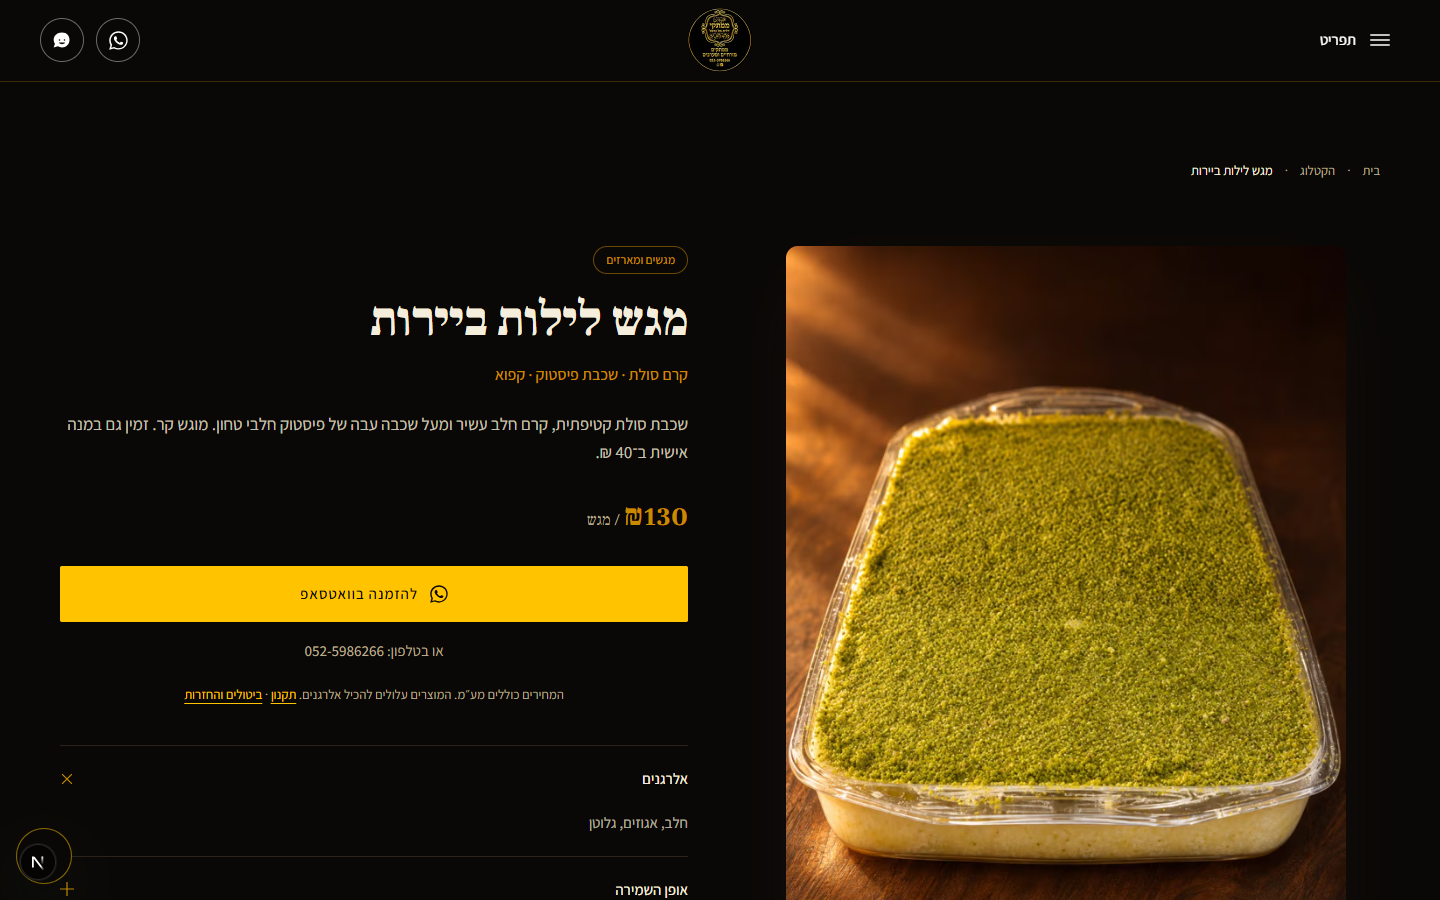 תפריט
ממתקי
052-5986266
בית · הקטלוג · מגש לילות ביירות
מגשים ומארזים
מגש לילות ביירות
קרם סולת · שכבת פיסטוק · קפוא
שכבת סולת קטיפתית, קרם חלב עשיר ומעל שכבה עבה של פיסטוק חלבי טחון. מוגש קר. זמין גם במנה
אישית ב־40 ₪.
₪130 / מגש
להזמנה בוואטסאפ
או בטלפון: 052-5986266
המחירים כוללים מע״מ. המוצרים עלולים להכיל אלרגנים. תקנון · ביטולים והחזרות
אלרגנים
חלב, אגוזים, גלוטן
אופן השמירה
N